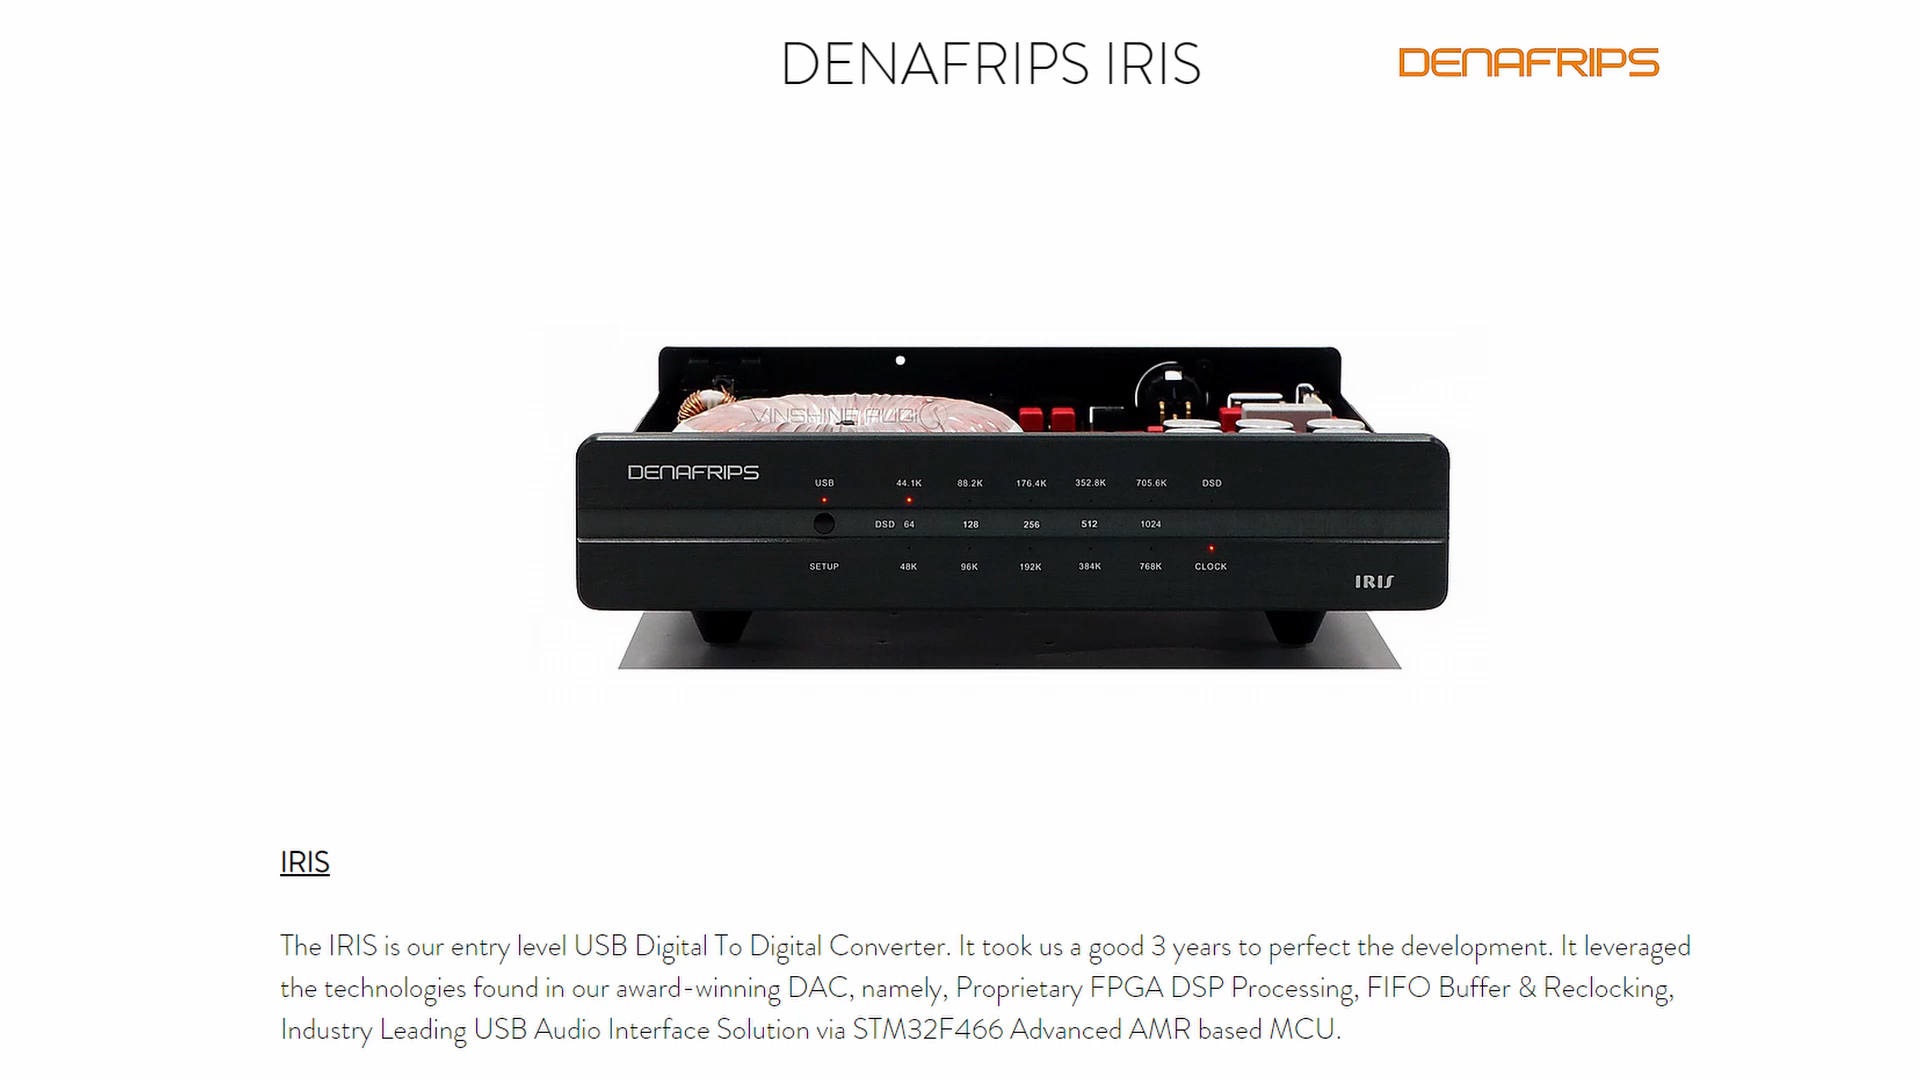 DENAFRIPS IRIS
DENAFRIPS
VINSHINE AUDIO
DENAFRIPS
USB 44.1K 88.2K 176.4K 352.8K 705.6K DSD
DSD 64 128 256 512 1024
SETUP 48K 96K 192K 384K 768K CLOCK
IRIS
IRIS
The IRIS is our entry level USB Digital To Digital Converter. It took us a good 3 years to perfect the development. It leveraged
the technologies found in our award-winning DAC, namely, Proprietary FPGA DSP Processing, FIFO Buffer & Reclocking,
Industry Leading USB Audio Interface Solution via STM32F466 Advanced AMR based MCU.